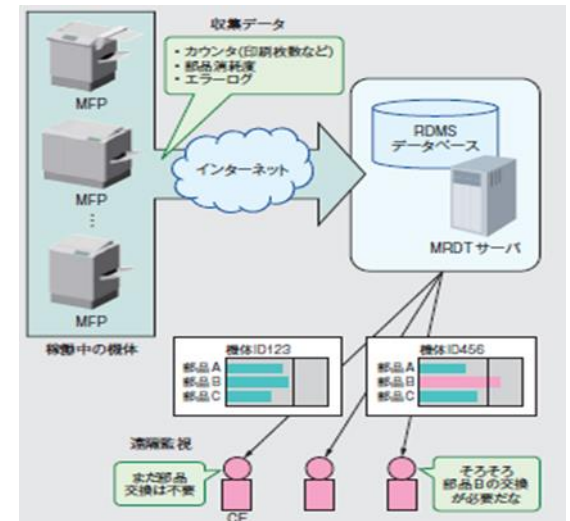 収集データ
・カウンタ(印刷枚数など)
・部品消耗度
・エラーログ
MFP
MFP
⋮
MFP
稼働中の機体
インターネット
RDMS
データベース
MRDTサーバ
機体ID123
部品A
部品B
部品C
機体ID456
部品A
部品B
部品C
遠隔監視
まだ部品
交換は不要
CE
そろそろ
部品Bの交換
が必要だな